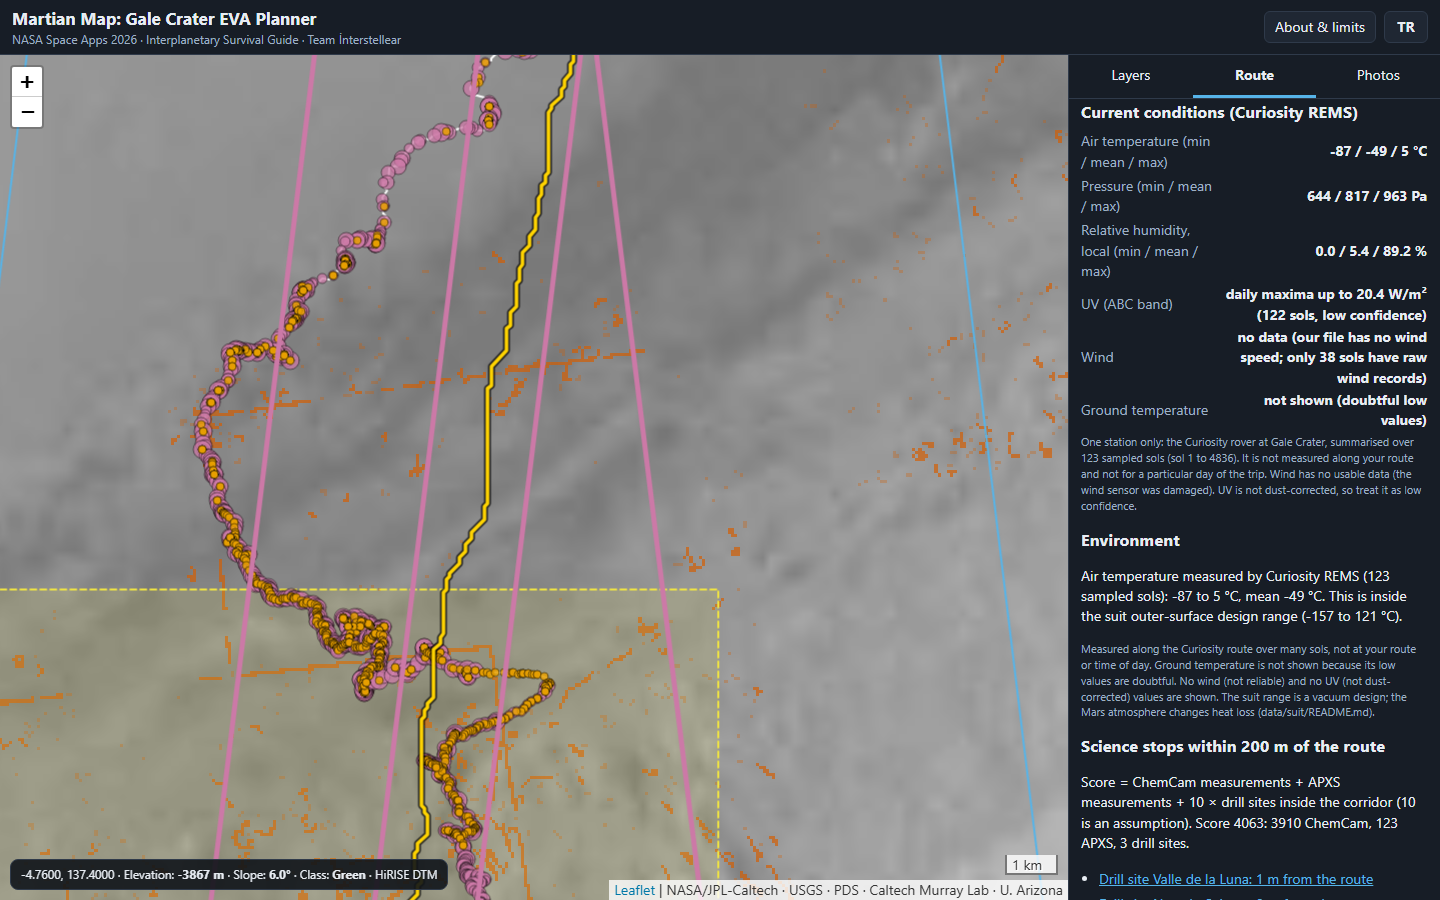 Martian Map: Gale Crater EVA Planner
NASA Space Apps 2026 · Interplanetary Survival Guide · Team İnterstellear
About & limits
TR
+
−
Layers
Route
Photos
Current conditions (Curiosity REMS)
Air temperature (min
/ mean / max)
-87 / -49 / 5 °C
Pressure (min / mean
/ max)
644 / 817 / 963 Pa
Relative humidity,
local (min / mean /
max)
0.0 / 5.4 / 89.2 %
UV (ABC band)
daily maxima up to 20.4 W/m²
(122 sols, low confidence)
Wind
no data (our file has no wind
speed; only 38 sols have raw
wind records)
Ground temperature
not shown (doubtful low
values)
One station only: the Curiosity rover at Gale Crater, summarised over
123 sampled sols (sol 1 to 4836). It is not measured along your route
and not for a particular day of the trip. Wind has no usable data (the
wind sensor was damaged). UV is not dust-corrected, so treat it as low
confidence.
Environment
Air temperature measured by Curiosity REMS (123
sampled sols): -87 to 5 °C, mean -49 °C. This is inside
the suit outer-surface design range (-157 to 121 °C).
Measured along the Curiosity route over many sols, not at your route
or time of day. Ground temperature is not shown because its low
values are doubtful. No wind (not reliable) and no UV (not dust-
corrected) values are shown. The suit range is a vacuum design; the
Mars atmosphere changes heat loss (data/suit/README.md).
Science stops within 200 m of the route
Score = ChemCam measurements + APXS
measurements + 10 × drill sites inside the corridor (10
is an assumption). Score 4063: 3910 ChemCam, 123
APXS, 3 drill sites.
Drill site Valle de la Luna: 1 m from the route
-4.7600, 137.4000 · Elevation: -3867 m · Slope: 6.0° · Class: Green · HiRISE DTM
1 km
Leaflet | NASA/JPL-Caltech · USGS · PDS · Caltech Murray Lab · U. Arizona